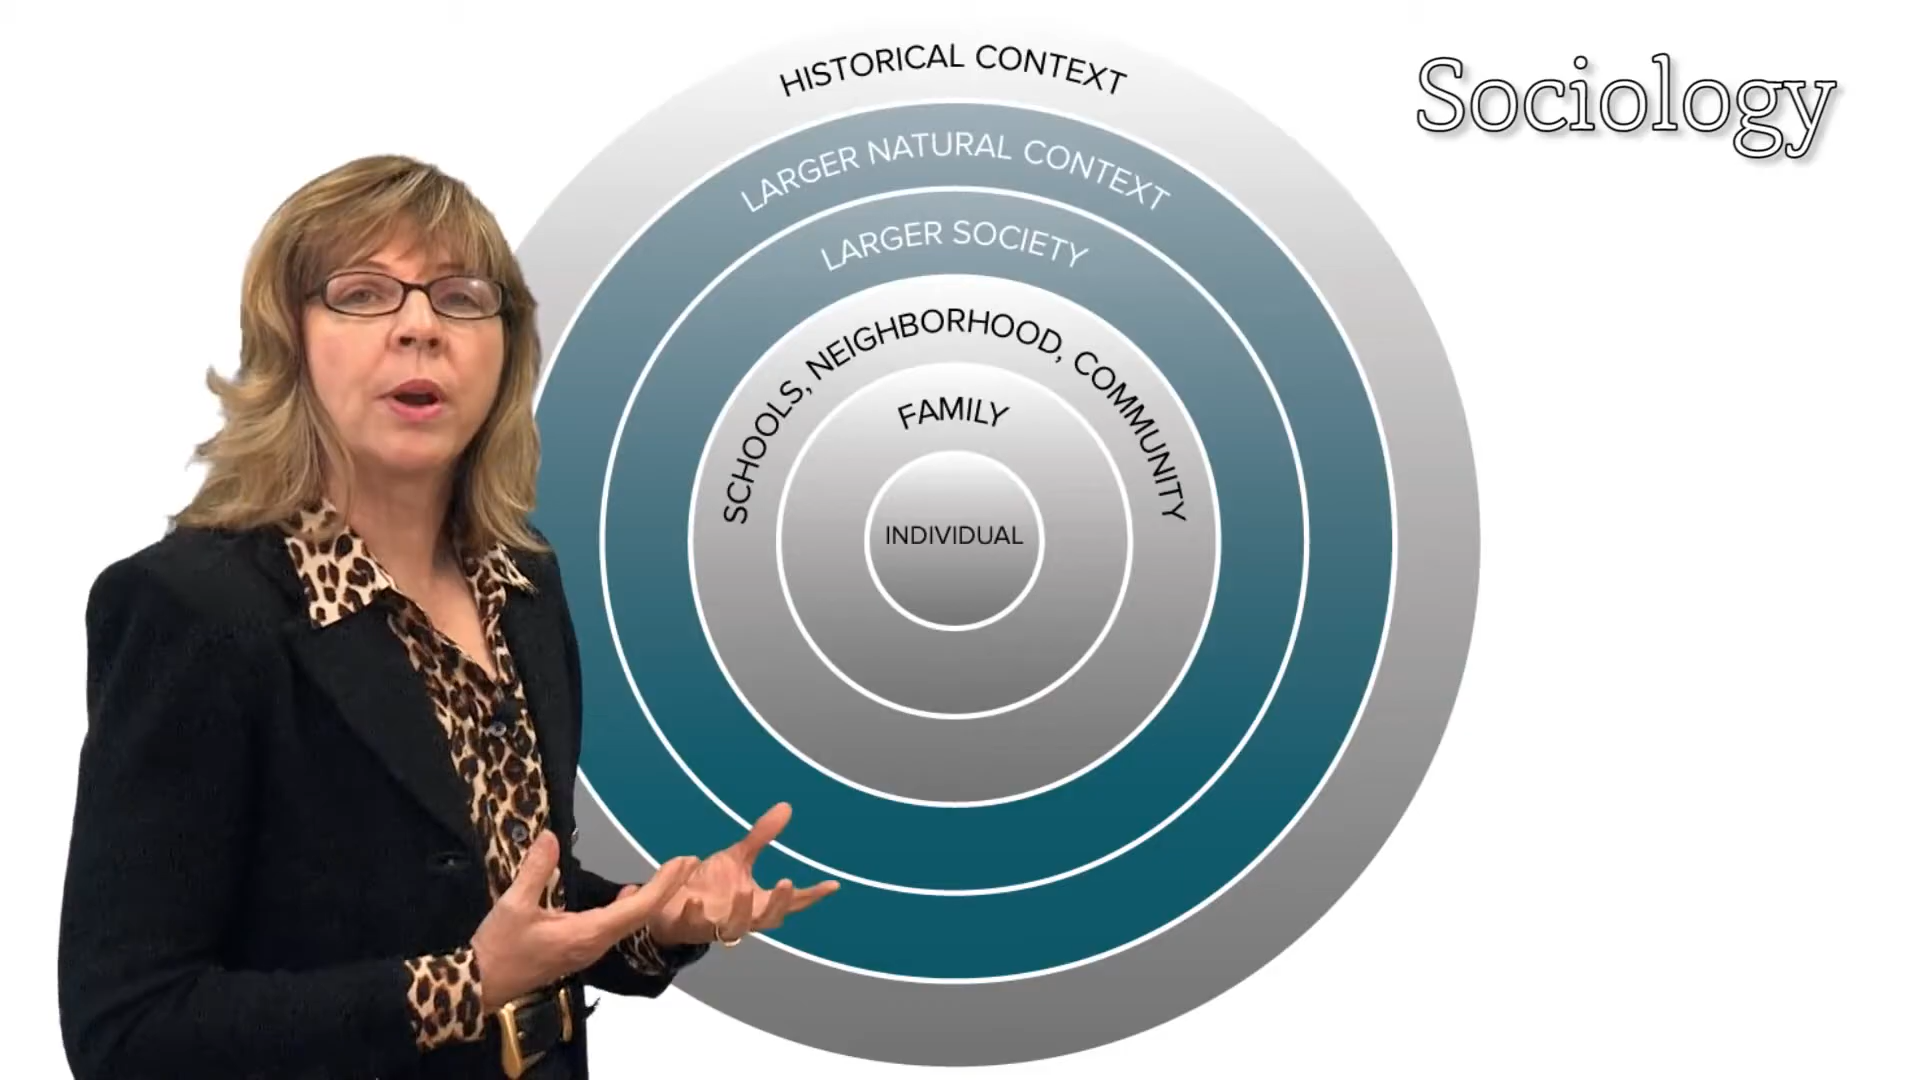 Sociology
HISTORICAL CONTEXT
LARGER NATURAL CONTEXT
LARGER SOCIETY
SCHOOLS, NEIGHBORHOOD, COMMUNITY
FAMILY
INDIVIDUAL